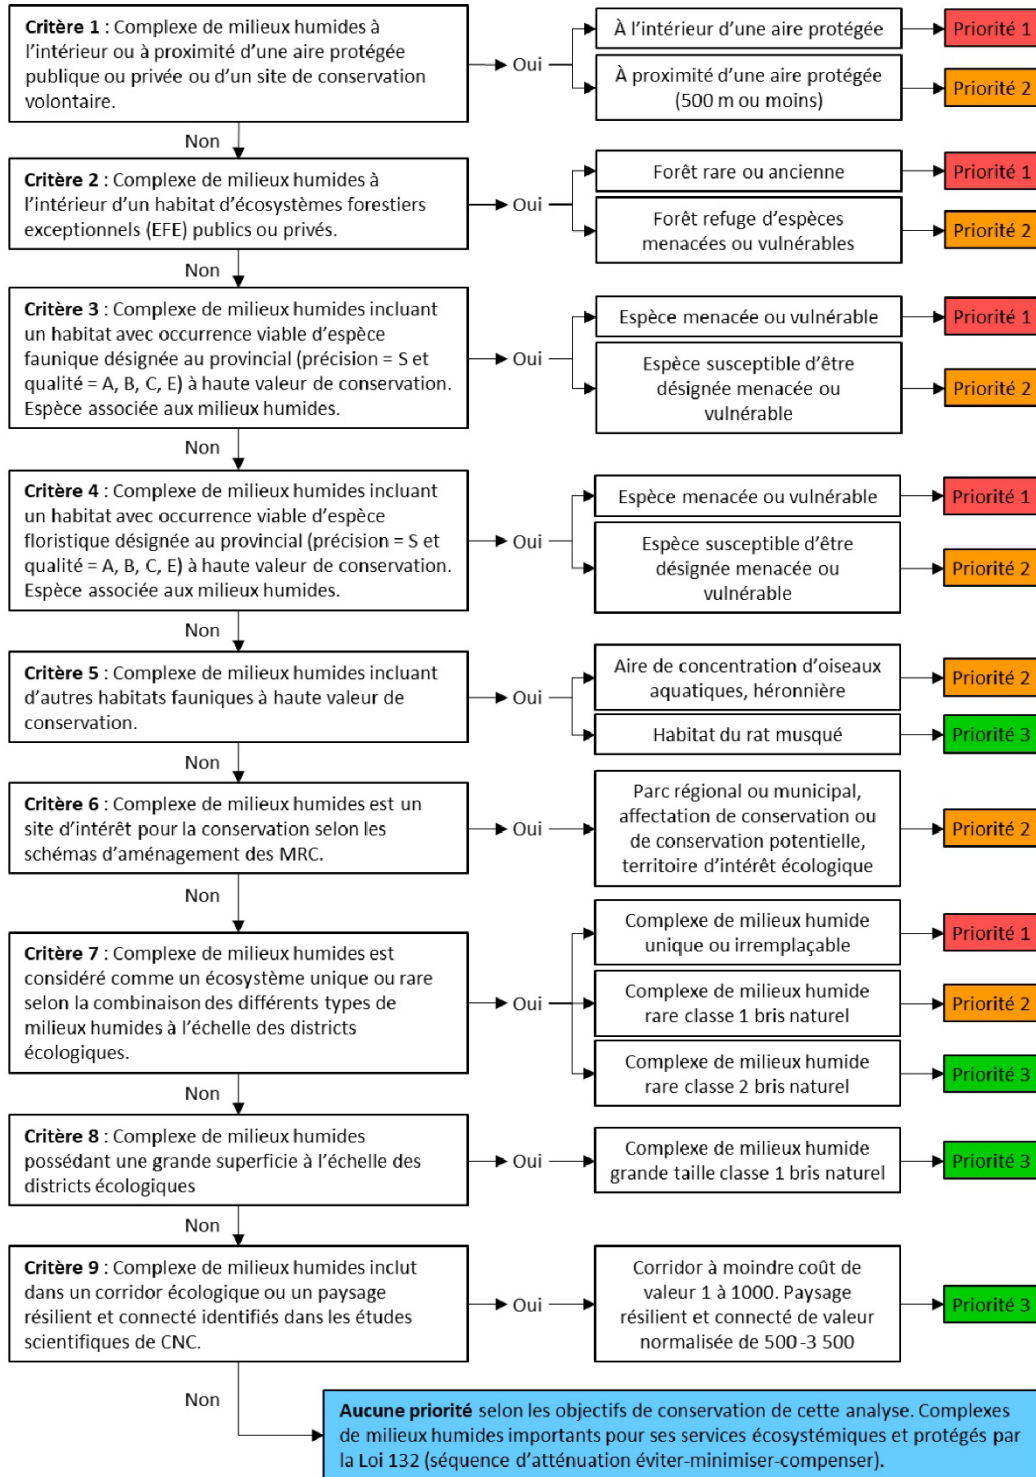 Critère 1 : Complexe de milieux humides à
l'intérieur ou à proximité d'une aire protégée
publique ou privée ou d'un site de conservation
volontaire.
Oui
À l'intérieur d'une aire protégée
Priorité 1
À proximité d'une aire protégée
(500 m ou moins)
Priorité 2
Non
Critère 2 : Complexe de milieux humides à
l'intérieur d'un habitat d'écosystèmes forestiers
exceptionnels (EFE) publics ou privés.
Oui
Forêt rare ou ancienne
Priorité 1
Forêt refuge d'espèces
menacées ou vulnérables
Priorité 2
Non
Critère 3 : Complexe de milieux humides incluant
un habitat avec occurrence viable d'espèce
faunique désignée au provincial (précision = S et
qualité = A, B, C, E) à haute valeur de conservation.
Espèce associée aux milieux humides.
Oui
Espèce menacée ou vulnérable
Priorité 1
Espèce susceptible d'être
désignée menacée ou
vulnérable
Priorité 2
Non
Critère 4 : Complexe de milieux humides incluant
un habitat avec occurrence viable d'espèce
floristique désignée au provincial (précision = S et
qualité = A, B, C, E) à haute valeur de conservation.
Espèce associée aux milieux humides.
Oui
Espèce menacée ou vulnérable
Priorité 1
Espèce susceptible d'être
désignée menacée ou
vulnérable
Priorité 2
Non
Critère 5 : Complexe de milieux humides incluant
d'autres habitats fauniques à haute valeur de
conservation.
Oui
Aire de concentration d'oiseaux
aquatiques, héronnière
Priorité 2
Habitat du rat musqué
Priorité 3
Non
Critère 6 : Complexe de milieux humides est un
site d'intérêt pour la conservation selon les
schémas d'aménagement des MRC.
Oui
Parc régional ou municipal,
affectation de conservation ou
de conservation potentielle,
territoire d'intérêt écologique
Priorité 2
Non
Critère 7 : Complexe de milieux humides est
considéré comme un écosystème unique ou rare
selon la combinaison des différents types de
milieux humides à l'échelle des districts
écologiques.
Oui
Complexe de milieux humide
unique ou irremplaçable
Priorité 1
Complexe de milieux humide
rare classe 1 bris naturel
Priorité 2
Complexe de milieux humide
rare classe 2 bris naturel
Priorité 3
Non
Critère 8 : Complexe de milieux humides
possédant une grande superficie à l'échelle des
districts écologiques
Oui
Complexe de milieux humide
grande taille classe 1 bris naturel
Priorité 3
Non
Critère 9 : Complexe de milieux humides inclut
dans un corridor écologique ou un paysage
résilient et connecté identifiés dans les études
scientifiques de CNC.
Oui
Corridor à moindre coût de
valeur 1 à 1000. Paysage
résilient et connecté de valeur
normalisée de 500 -3 500
Priorité 3
Non
Aucune priorité selon les objectifs de conservation de cette analyse. Complexes
de milieux humides importants pour ses services écosystémiques et protégés par
la Loi 132 (séquence d'atténuation éviter-minimiser-compenser).